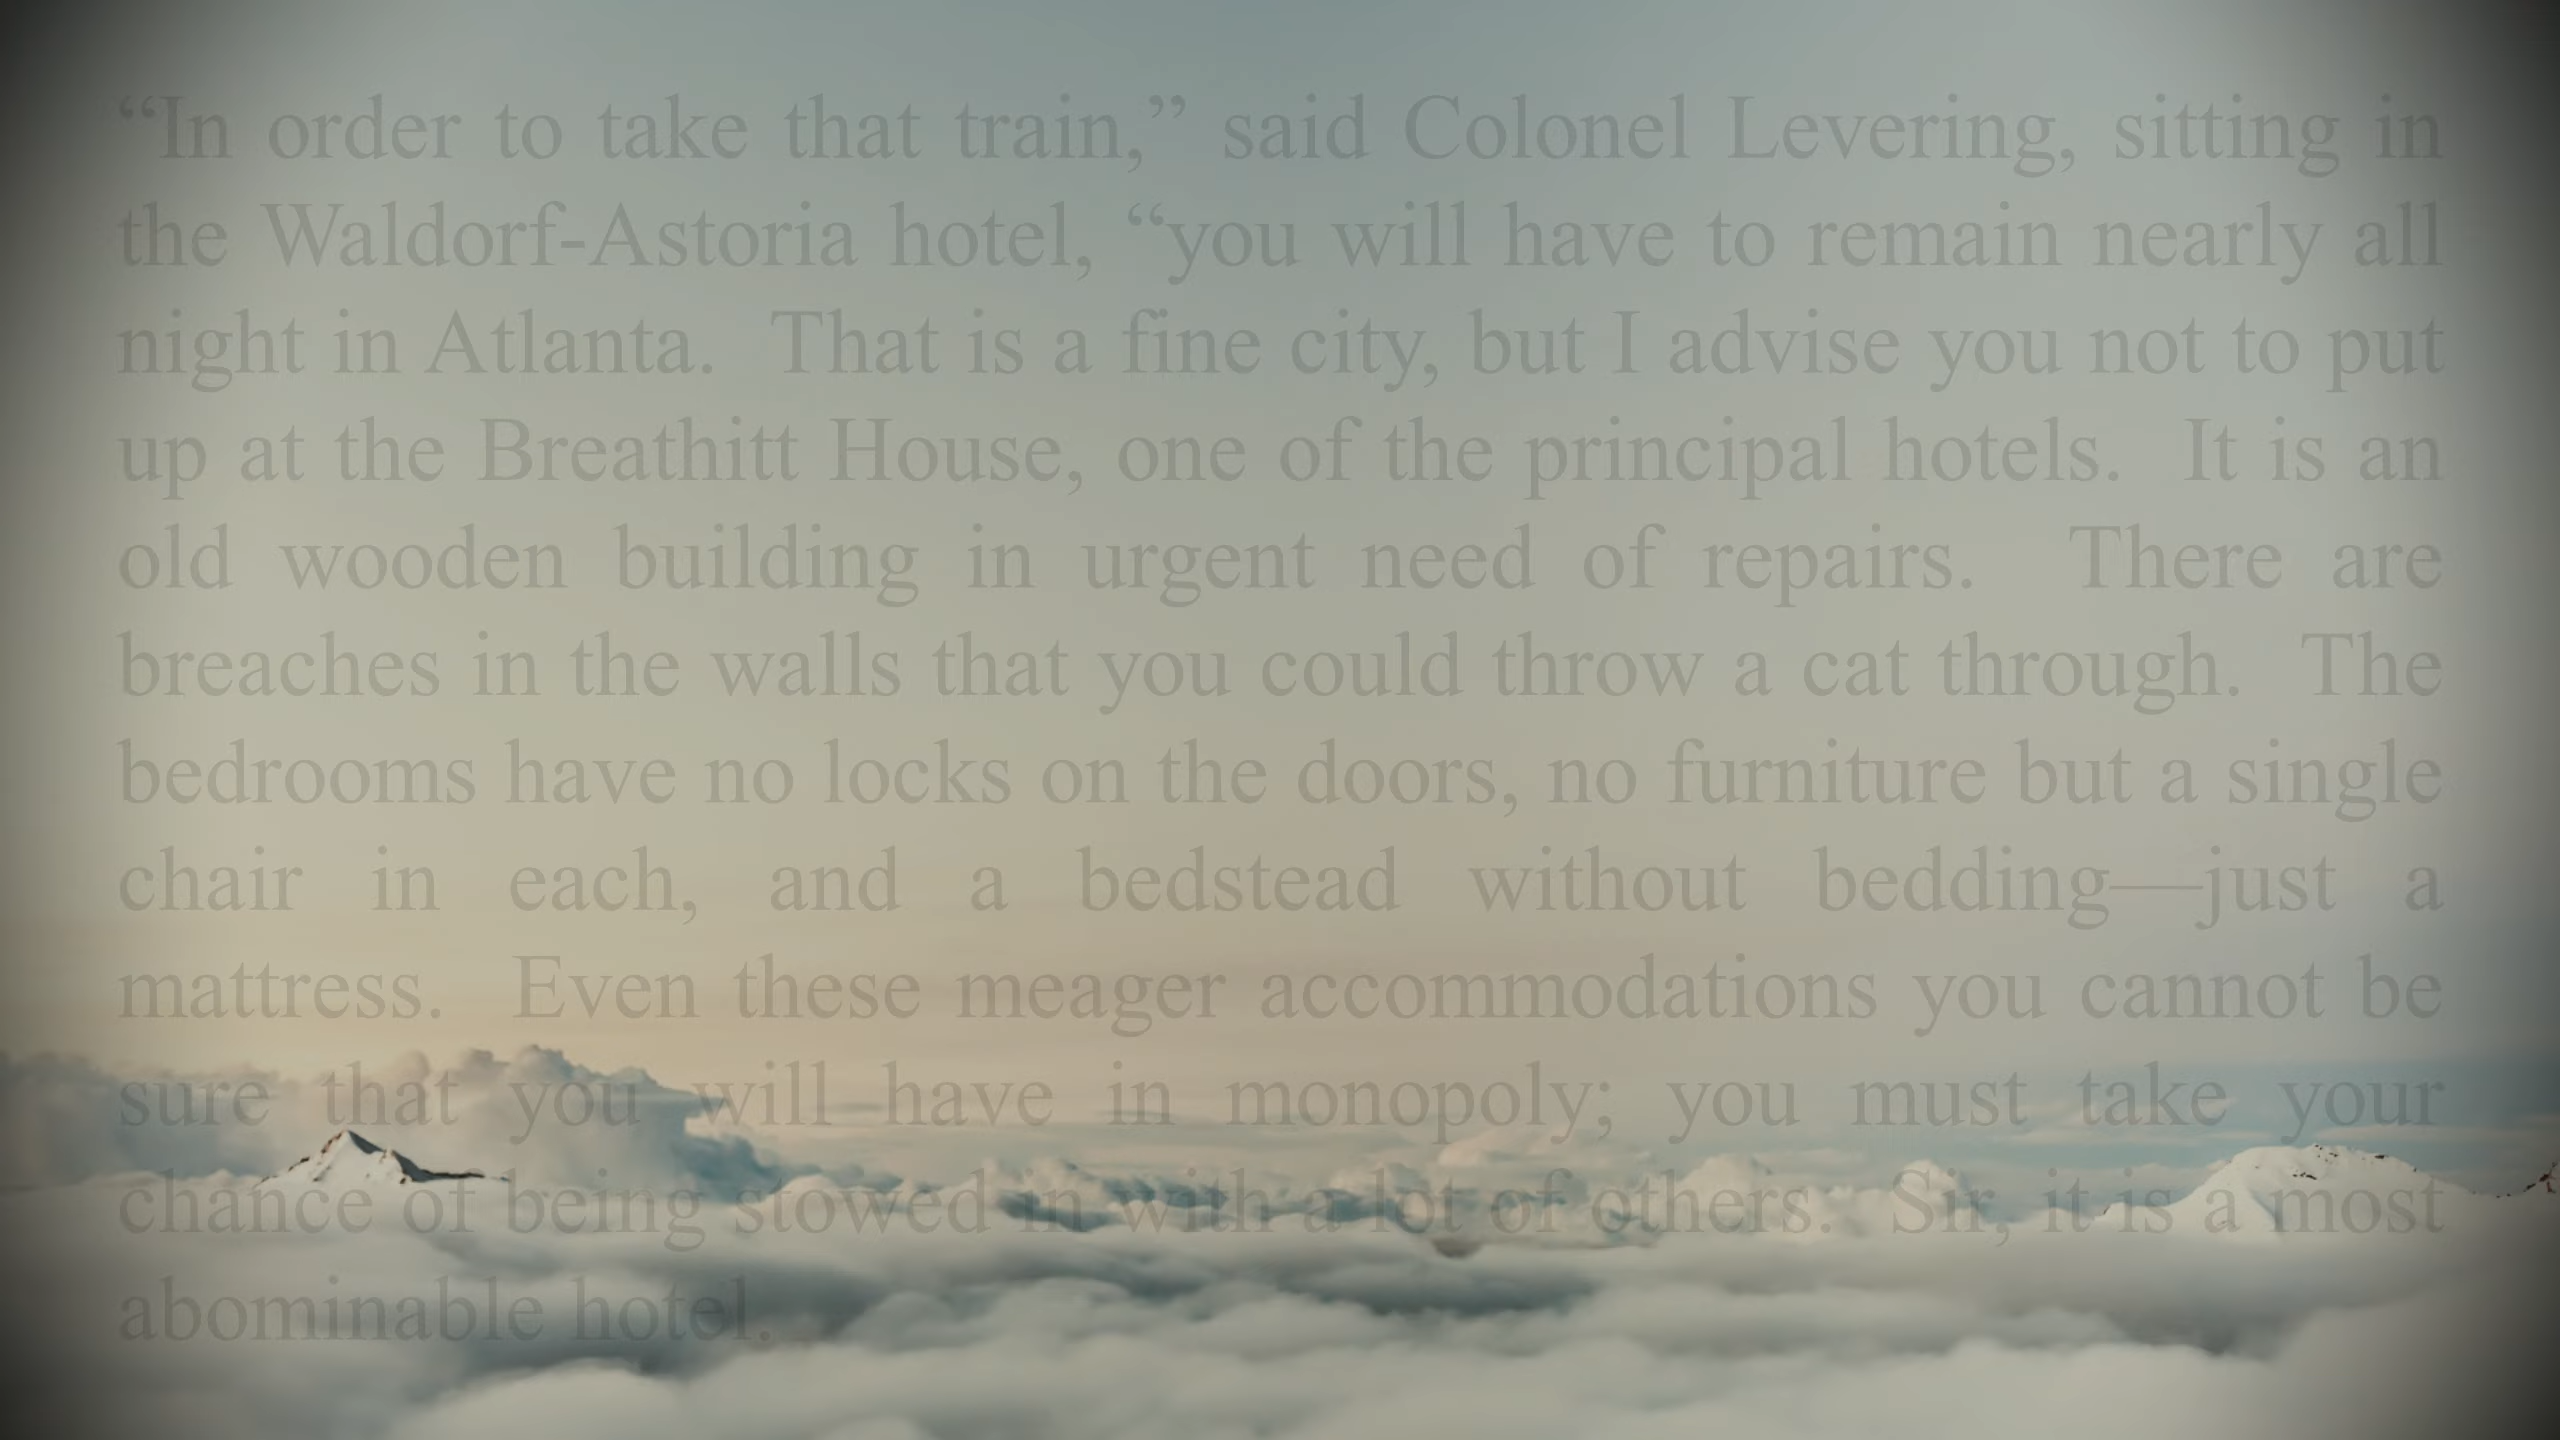 “In order to take that train,” said Colonel Levering, sitting in
the Waldorf-Astoria hotel, “you will have to remain nearly all
night in Atlanta.  That is a fine city, but I advise you not to put
up at the Breathitt House, one of the principal hotels.  It is an
old wooden building in urgent need of repairs.  There are
breaches in the walls that you could throw a cat through.  The
bedrooms have no locks on the doors, no furniture but a single
chair in each, and a bedstead without bedding—just a
mattress.  Even these meager accommodations you cannot be
sure that you will have in monopoly; you must take your
chance of being stowed in with a lot of others.  Sir, it is a most
abominable hotel.